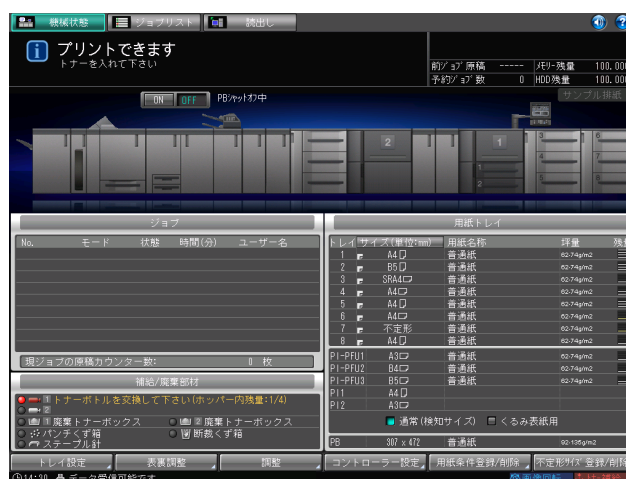 機械状態 ジョブリスト 読出し
プリントできます
トナーを入れて下さい
前ジョブ原稿 ----- メモリー残量 100.00
予約ジョブ数 0 HDD残量 100.00
ON OFF PBシャットオフ中 サンプル排紙
2 1 3 6
4 7
1
2 5 8
ジョブ
No. モード 状態 時間(分) ユーザー名
現ジョブの原稿カウンター数: 0 枚
補給/廃棄部材
1 トナーボトルを交換して下さい(ホッパー内残量:1/4)
2
1 廃棄トナーボックス 2 廃棄トナーボックス
パンチくず箱 断裁くず箱
ステープル針
用紙トレイ
トレイ サイズ(単位:mm) 用紙名称 坪量 残
1 A4 普通紙 62-74g/m2
2 B5 普通紙 62-74g/m2
3 SRA4 普通紙 62-74g/m2
4 A4 普通紙 62-74g/m2
5 A4 普通紙 62-74g/m2
6 A4 普通紙 62-74g/m2
7 不定形 普通紙 62-74g/m2
8 A4 普通紙 62-74g/m2
PI-PFU1 A3 普通紙 62-74g/m2
PI-PFU2 B4 普通紙 62-74g/m2
PI-PFU3 B5 普通紙 62-74g/m2
PI1 A4
PI2 A3
通常(検知サイズ) くるみ表紙用
PB 307 x 472 普通紙 92-135g/m2
トレイ設定 表裏調整 調整 コントローラー設定 用紙条件登録/削除 不定形サイズ登録/削除
14:20 データ受信可能です 画像回転